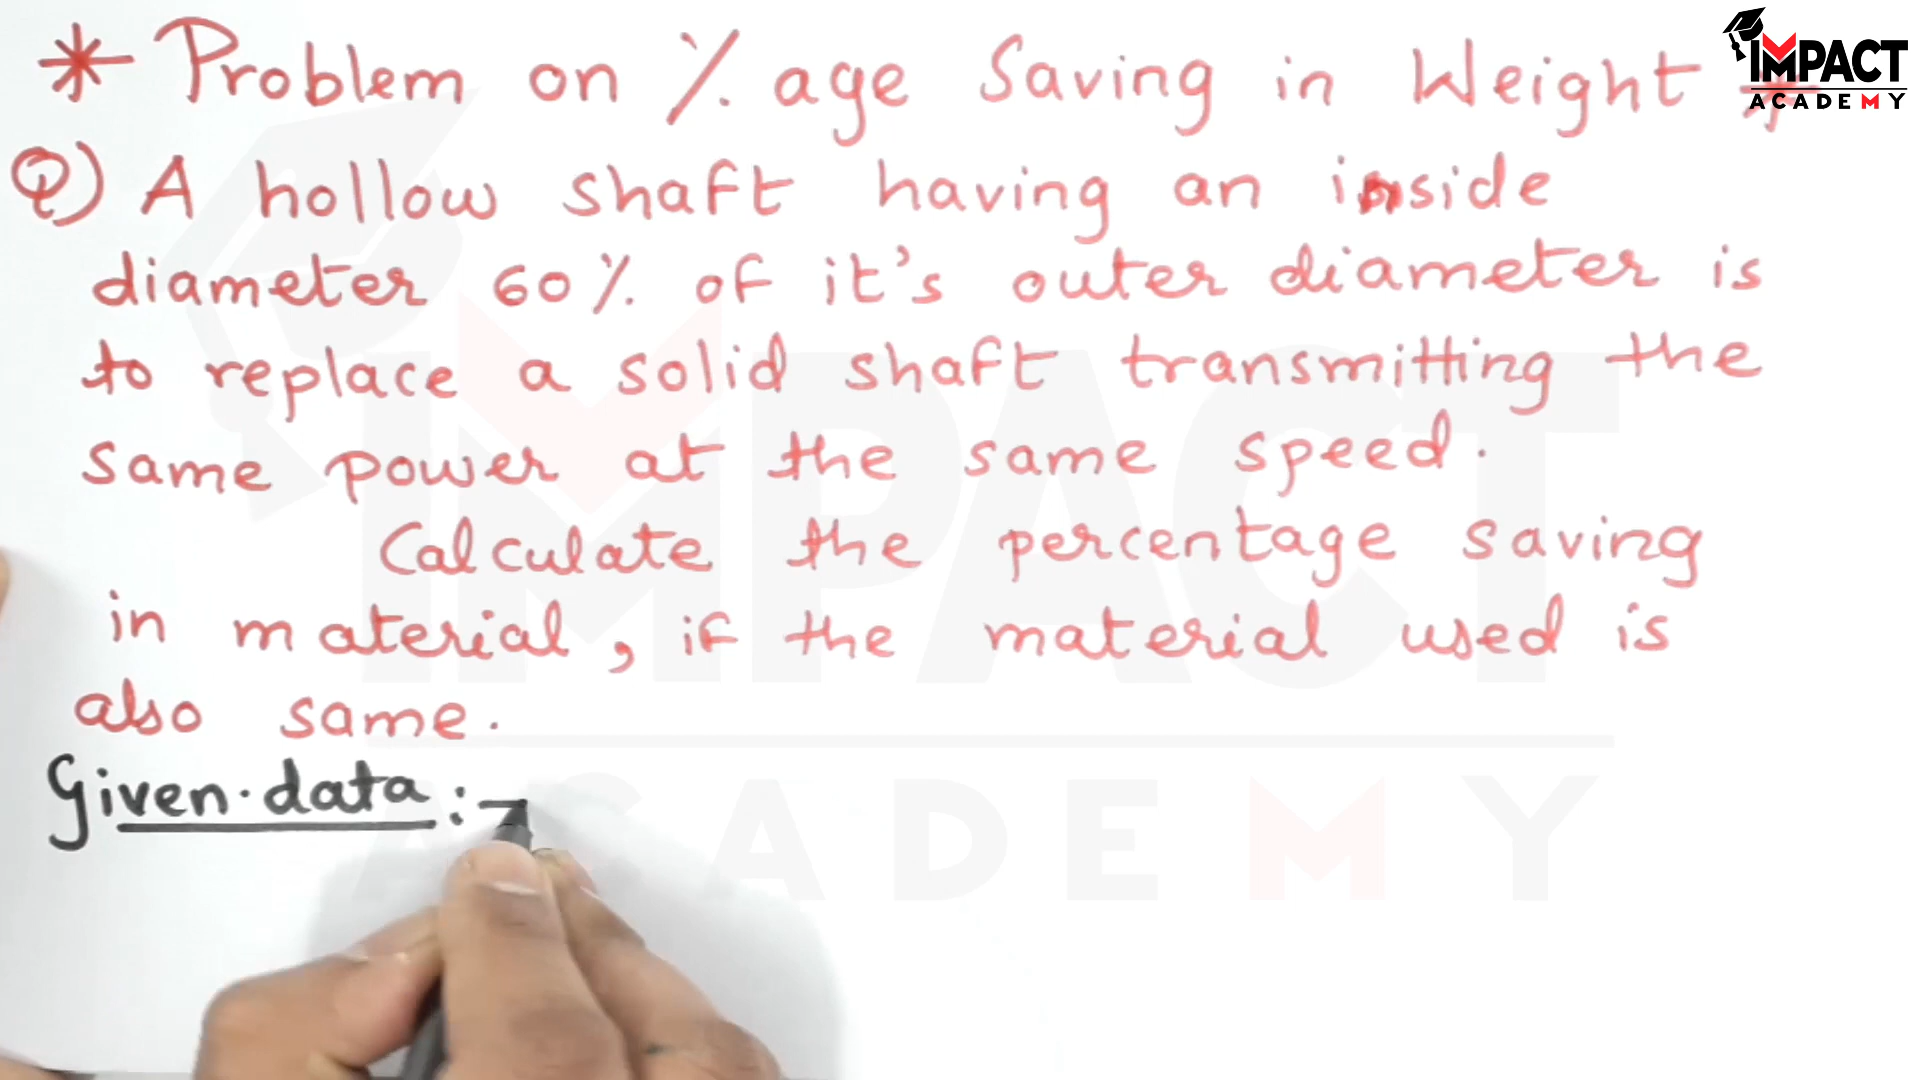 * Problem on % age Saving in Weight *
IMPACT
ACADEMY
Q) A hollow shaft having an inside
diameter 60% of it's outer diameter is
to replace a solid shaft transmitting the
same power at the same speed.
Calculate the percentage saving
in material, if the material used is
also same.
Given data :-
IMPACT
ACADEMY